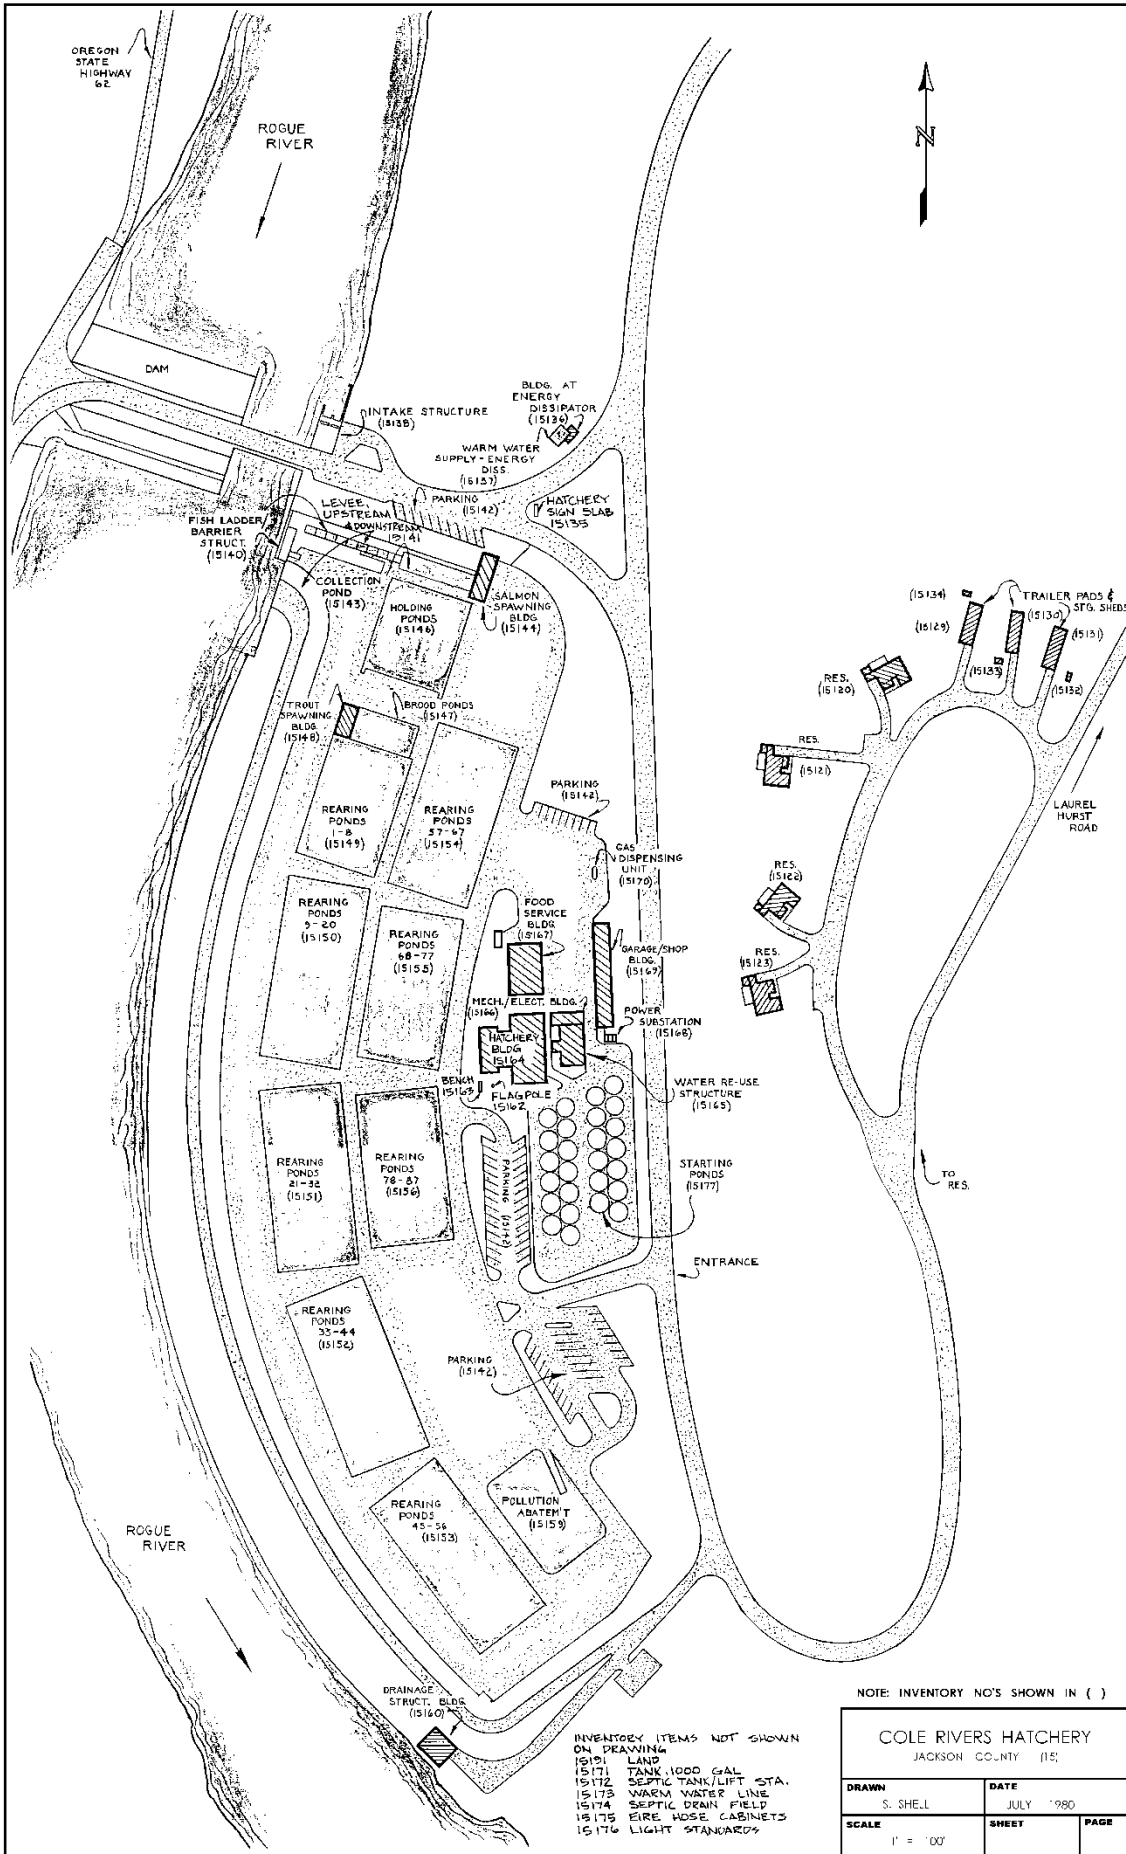 OREGON
STATE
HIGHWAY
62
ROGUE
RIVER
N
DAM
INTAKE STRUCTURE
(15138)
BLDG. AT
ENERGY
DISSIPATOR
(15136)
WARM WATER
SUPPLY-ENERGY
DISS.
(15137)
PARKING
(15142)
HATCHERY
SIGN SLAB
15135
LEVEE,
UPSTREAM
& DOWNSTREAM
15141
FISH LADDER
BARRIER
STRUCT.
(15140)
COLLECTION
POND
(15143)
HOLDING
PONDS
(15146)
SALMON
SPAWNING
BLDG
(15144)
(15134)
TRAILER PADS &
STG. SHEDS
(15129)
(15130)
(15131)
(15133)
(15132)
RES.
(15120)
TROUT
SPAWNING
BLDG.
(15148)
BROOD PONDS
(15147)
RES.
(15121)
PARKING
(15142)
LAUREL
HURST
ROAD
REARING
PONDS
1-8
(15149)
REARING
PONDS
57-67
(15154)
GAS
DISPENSING
UNIT
(15170)
RES.
(15122)
REARING
PONDS
9-20
(15150)
FOOD
SERVICE
BLDG
(15167)
REARING
PONDS
68-77
(15155)
GARAGE/SHOP
BLDG.
(15169)
RES.
(15123)
MECH./ELECT. BLDG.
(15166)
POWER
SUBSTATION
(15168)
HATCHERY
BLDG
15164
BENCH
15163
FLAGPOLE
15162
WATER RE-USE
STRUCTURE
(15165)
REARING
PONDS
21-32
(15151)
REARING
PONDS
78-87
(15156)
PARKING (15142)
STARTING
PONDS
(15177)
TO
RES.
ENTRANCE
REARING
PONDS
33-44
(15152)
PARKING
(15142)
REARING
PONDS
45-56
(15153)
POLLUTION
ABATEM'T
(15159)
ROGUE
RIVER
DRAINAGE
STRUCT. BLDG
(15160)
INVENTORY ITEMS NOT SHOWN
ON DRAWING
15191 LAND
15171 TANK, 1000 GAL
15172 SEPTIC TANK/LIFT STA.
15173 WARM WATER LINE
15174 SEPTIC DRAIN FIELD
15175 FIRE HOSE CABINETS
15176 LIGHT STANDARDS
NOTE: INVENTORY NO'S SHOWN IN ( )
COLE RIVERS HATCHERY
JACKSON COUNTY (15)
DRAWN
S. SHELL
DATE
JULY 1980
SCALE
1" = 100'
SHEET
PAGE